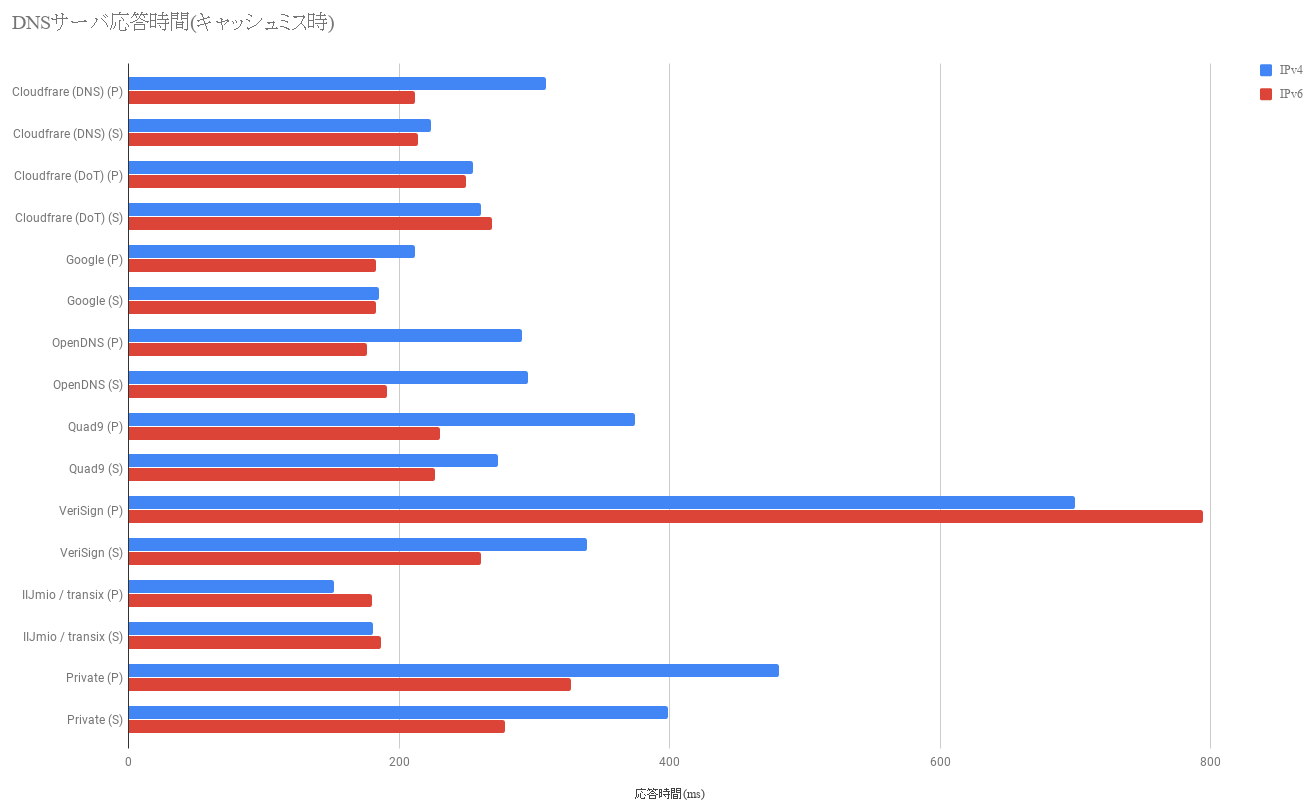 DNSサーバ応答時間(キャッシュミス時)
IPv4
IPv6
Cloudfrare (DNS) (P)
Cloudfrare (DNS) (S)
Cloudfrare (DoT) (P)
Cloudfrare (DoT) (S)
Google (P)
Google (S)
OpenDNS (P)
OpenDNS (S)
Quad9 (P)
Quad9 (S)
VeriSign (P)
VeriSign (S)
IIJmio / transix (P)
IIJmio / transix (S)
Private (P)
Private (S)
0 200 400 600 800
応答時間(ms)